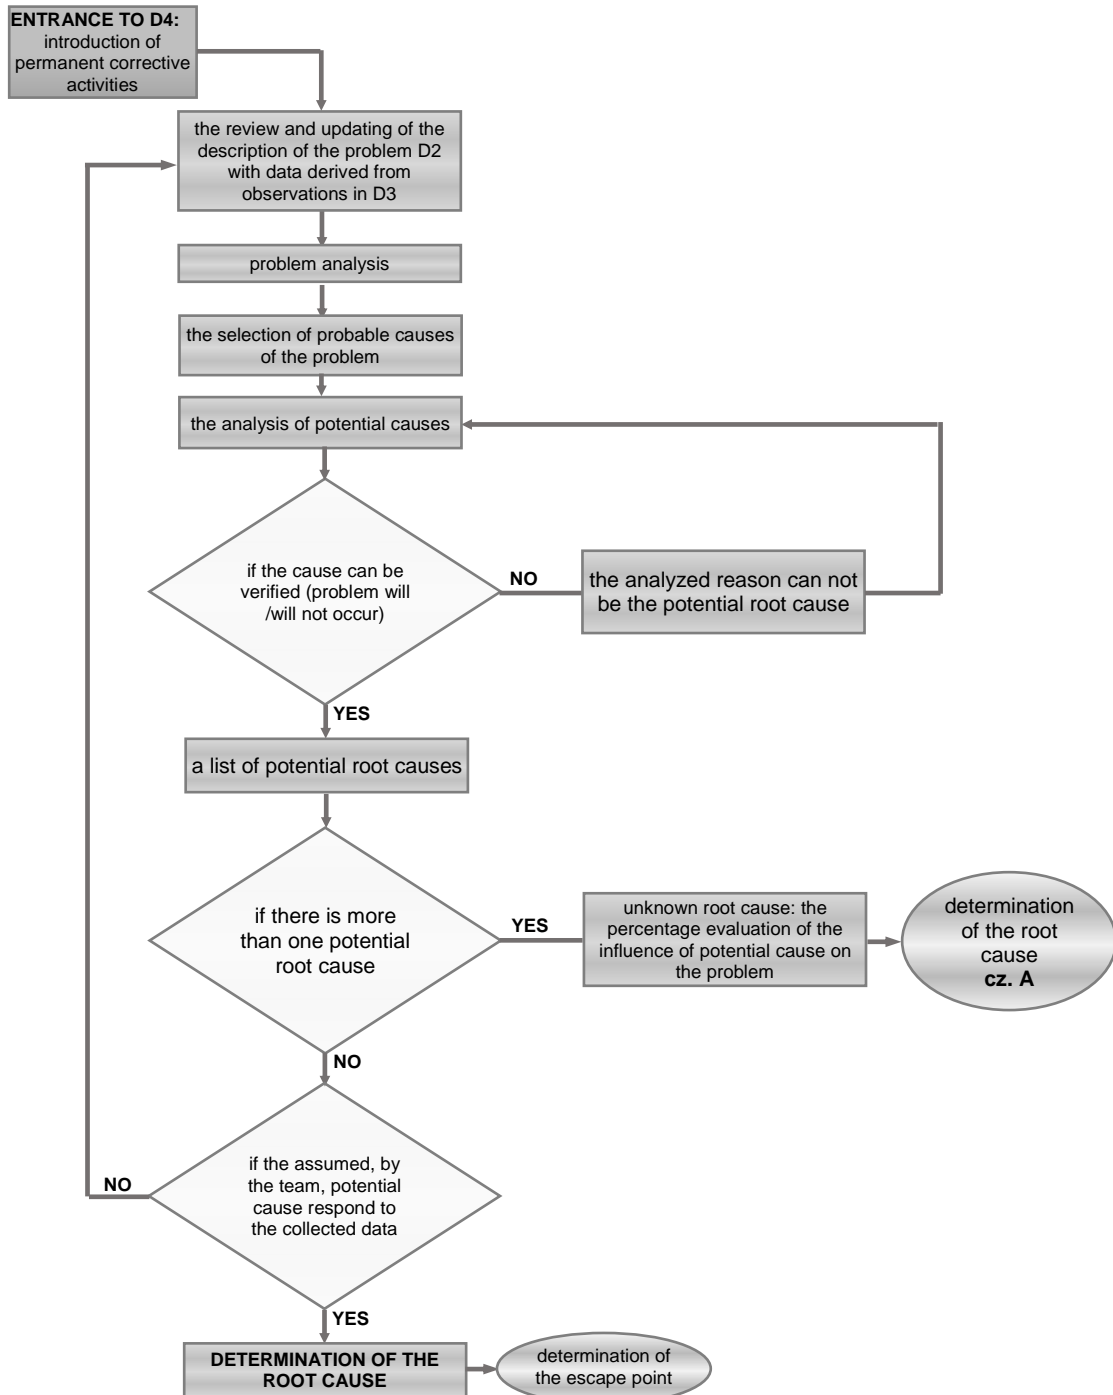 ENTRANCE TO D4:
introduction of
permanent corrective
activities
the review and updating of the
description of the problem D2
with data derived from
observations in D3
problem analysis
the selection of probable causes
of the problem
the analysis of potential causes
if the cause can be
verified (problem will
/will not occur)
NO
the analyzed reason can not
be the potential root cause
YES
a list of potential root causes
if there is more
than one potential
root cause
YES
unknown root cause: the
percentage evaluation of the
influence of potential cause on
the problem
determination
of the root
cause
cz. A
NO
if the assumed, by
the team, potential
cause respond to
the collected data
NO
YES
DETERMINATION OF THE
ROOT CAUSE
determination of
the escape point